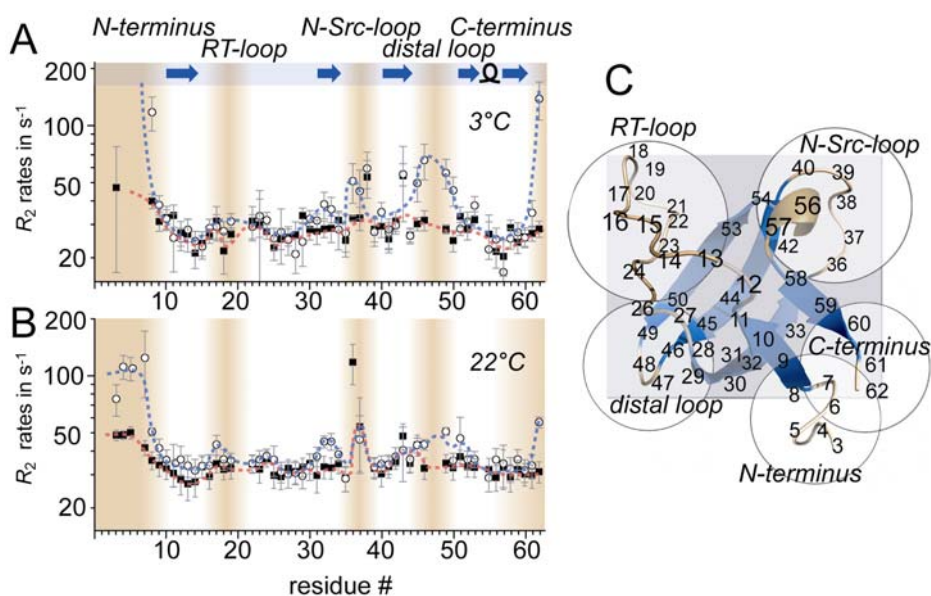 A
N-terminus
RT-loop
N-Src-loop
distal loop
C-terminus
3°C
R2 rates in s-1
200
100
50
20
10 20 30 40 50 60
B
22°C
R2 rates in s-1
200
100
50
20
10 20 30 40 50 60
residue #
C
RT-loop
N-Src-loop
18
19
17 20
21
16 15 22
23
14 13
24
12
26
27
50
49
45
44
11
10
48 46 28 31
32
47
29
30
9
33
8
7
6
5
4
3
40 39
38
54
56
57
53
42
37
36
58
59
60
61
62
C-terminus
distal loop
N-terminus